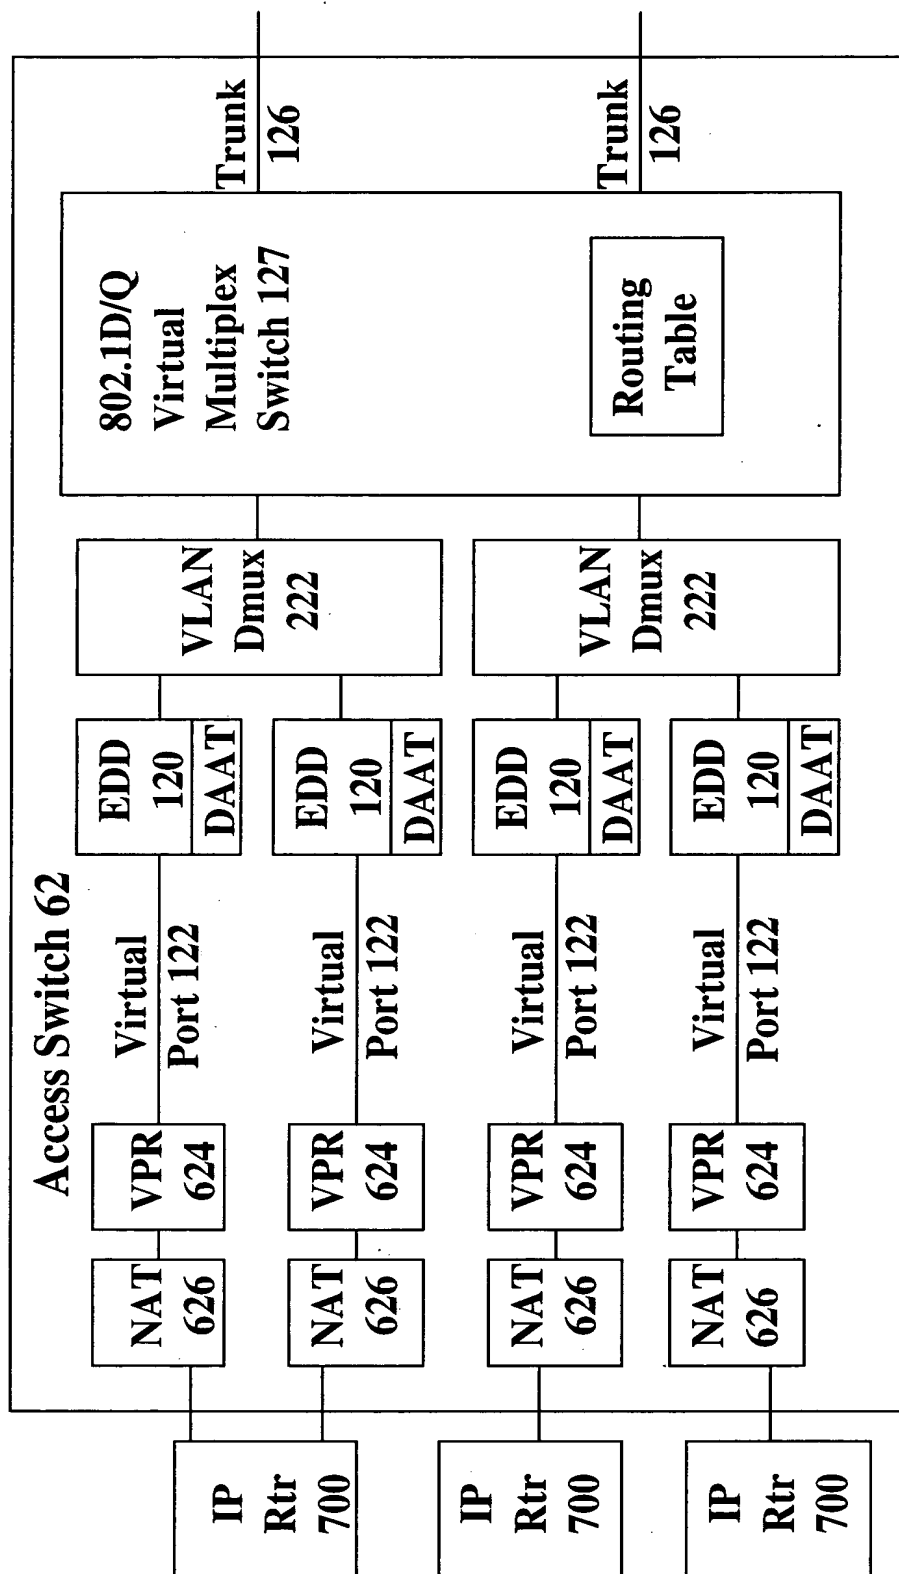 Access Switch 62
IP
Rtr
700
NAT
626
VPR
624
Virtual
Port 122
EDD
120
DAAT
NAT
626
VPR
624
Virtual
Port 122
EDD
120
DAAT
VLAN
Dmux
222
IP
Rtr
700
NAT
626
VPR
624
Virtual
Port 122
EDD
120
DAAT
IP
Rtr
700
NAT
626
VPR
624
Virtual
Port 122
EDD
120
DAAT
VLAN
Dmux
222
802.1D/Q
Virtual
Multiplex
Switch 127
Routing
Table
Trunk
126
Trunk
126